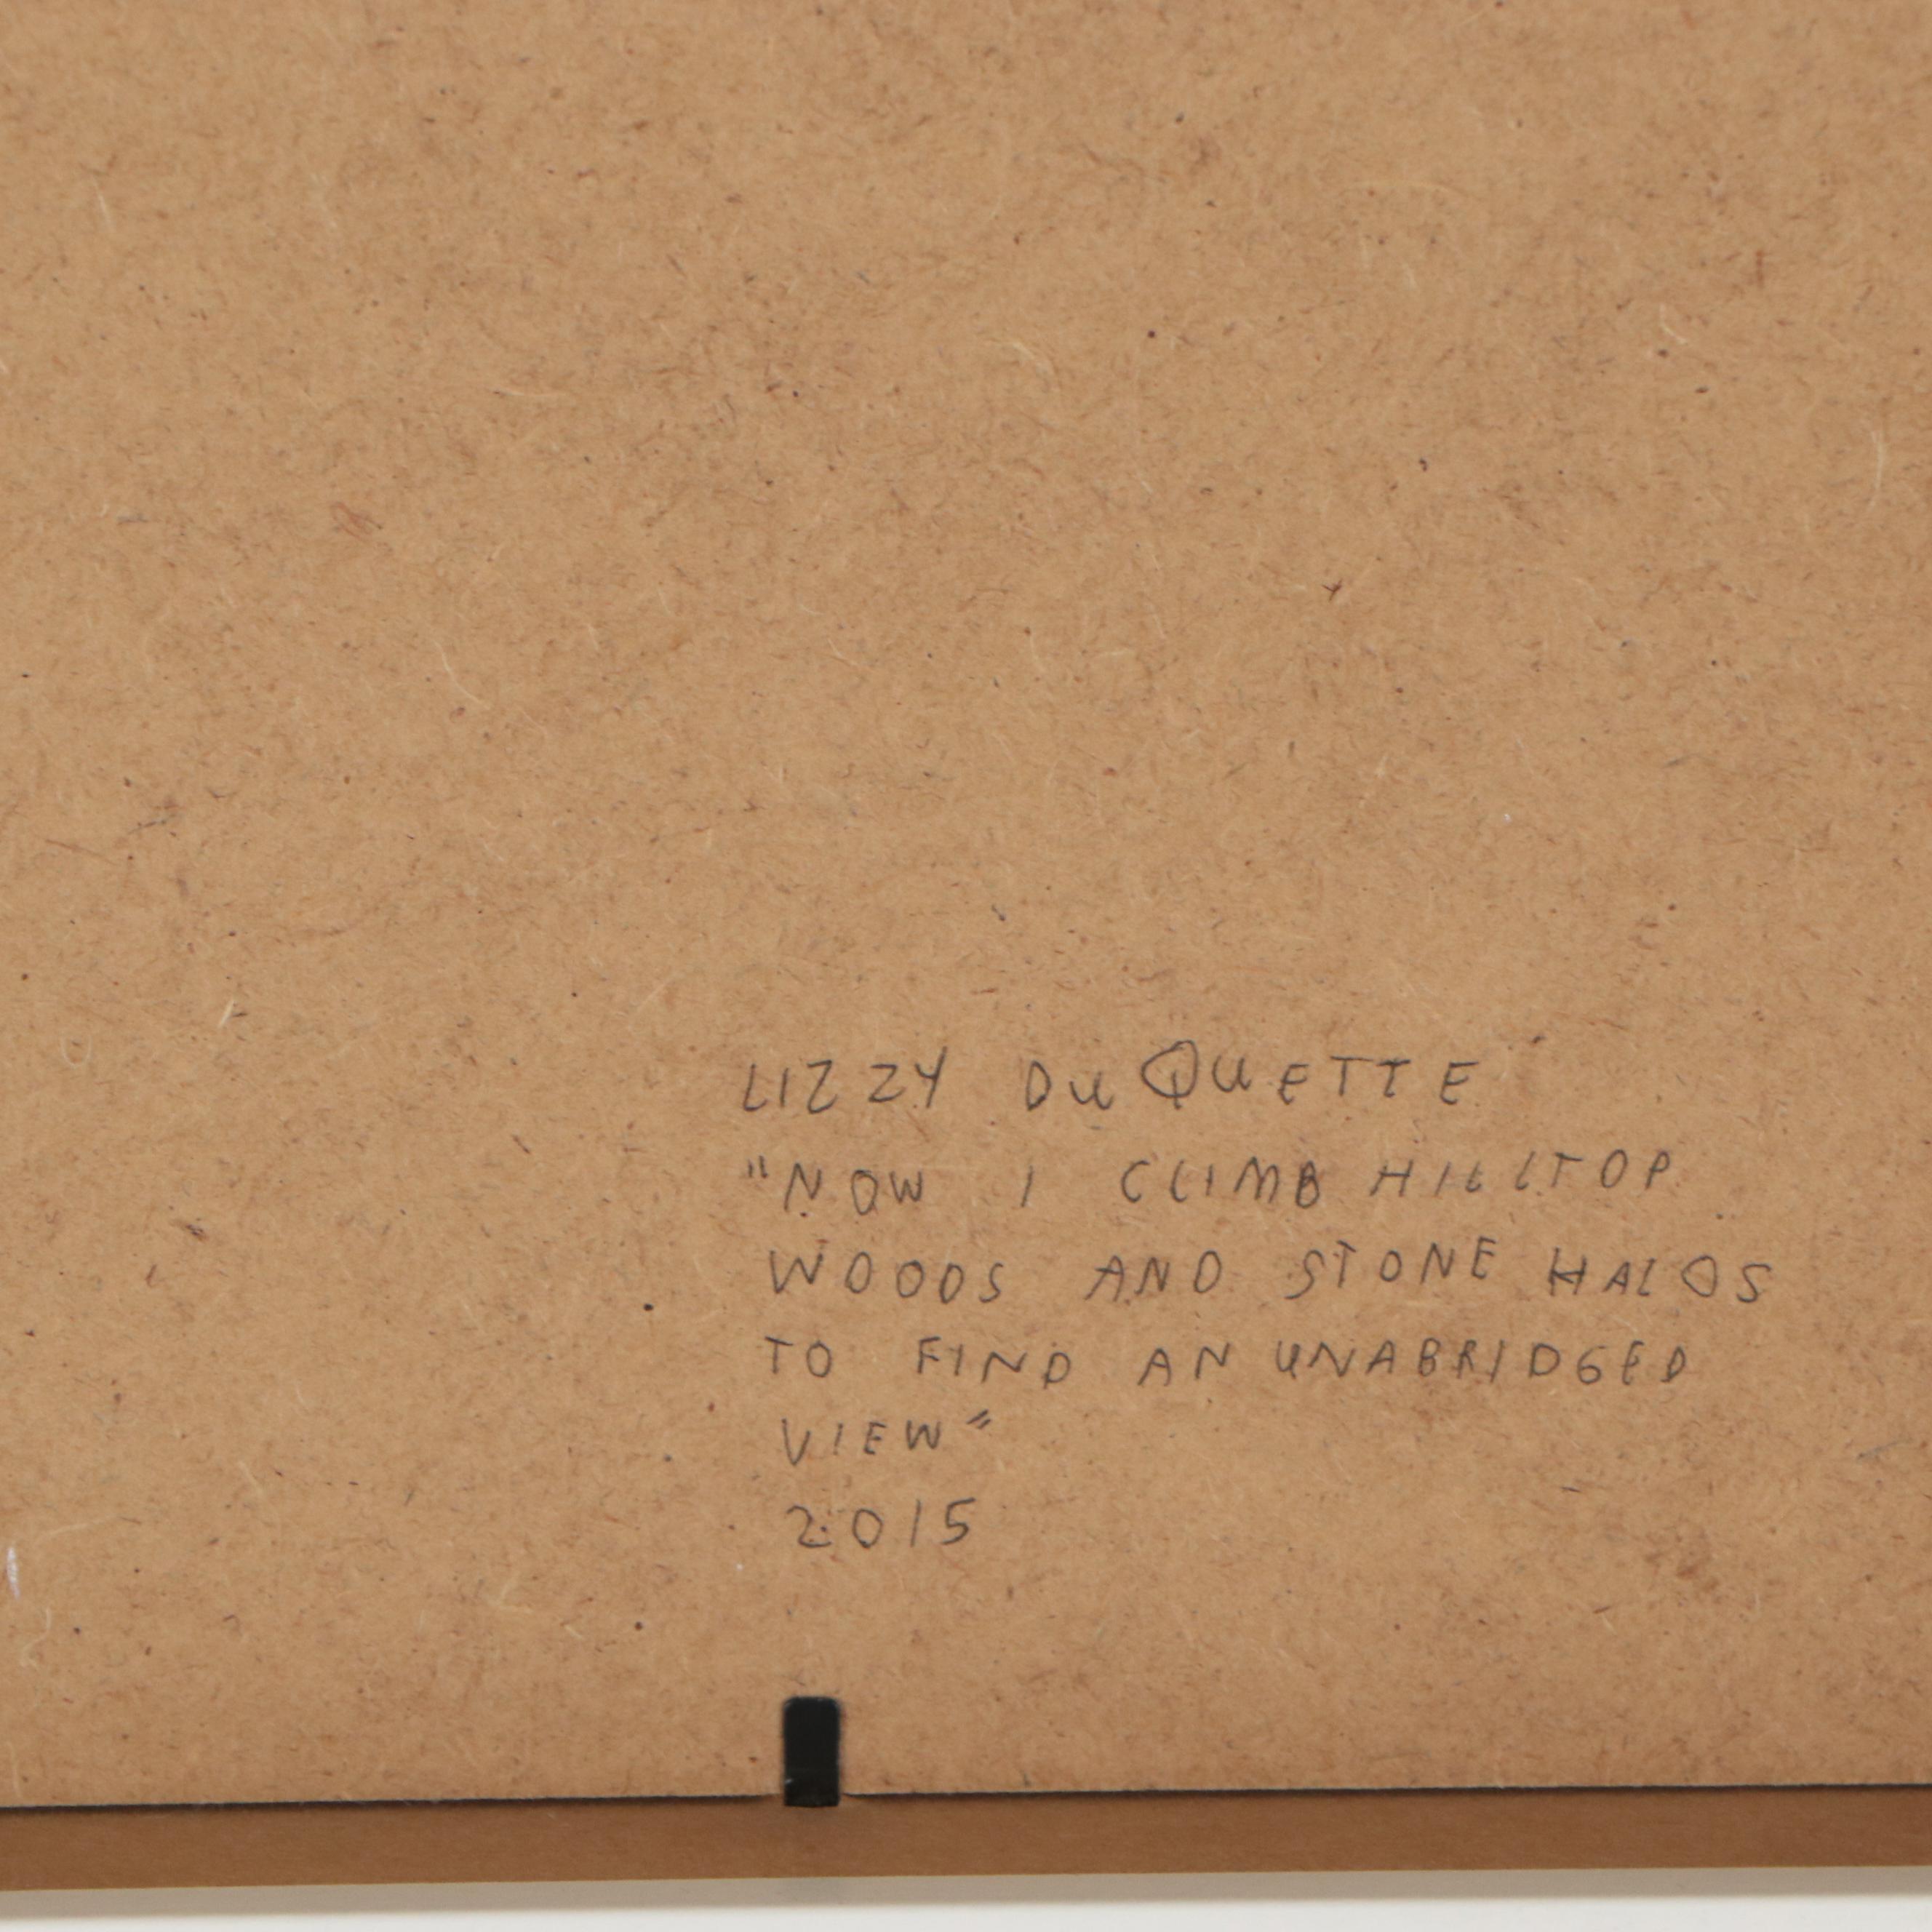 LIZZY DuQUETTE
"NOW I CLIMB HILLTOP
WOODS AND STONE HALOS
TO FIND AN UNABRIDGED
VIEW"
2015